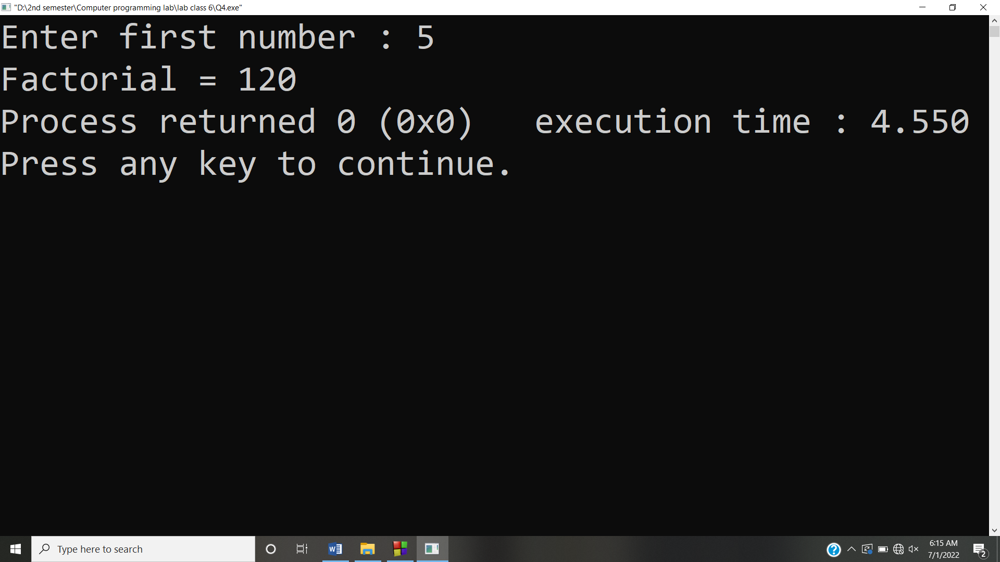 "D:\2nd semester\Computer programming lab\lab class 6\Q4.exe"
Enter first number : 5
Factorial = 120
Process returned 0 (0x0)   execution time : 4.550
Press any key to continue.
Type here to search
W
?
6:15 AM
7/1/2022
2